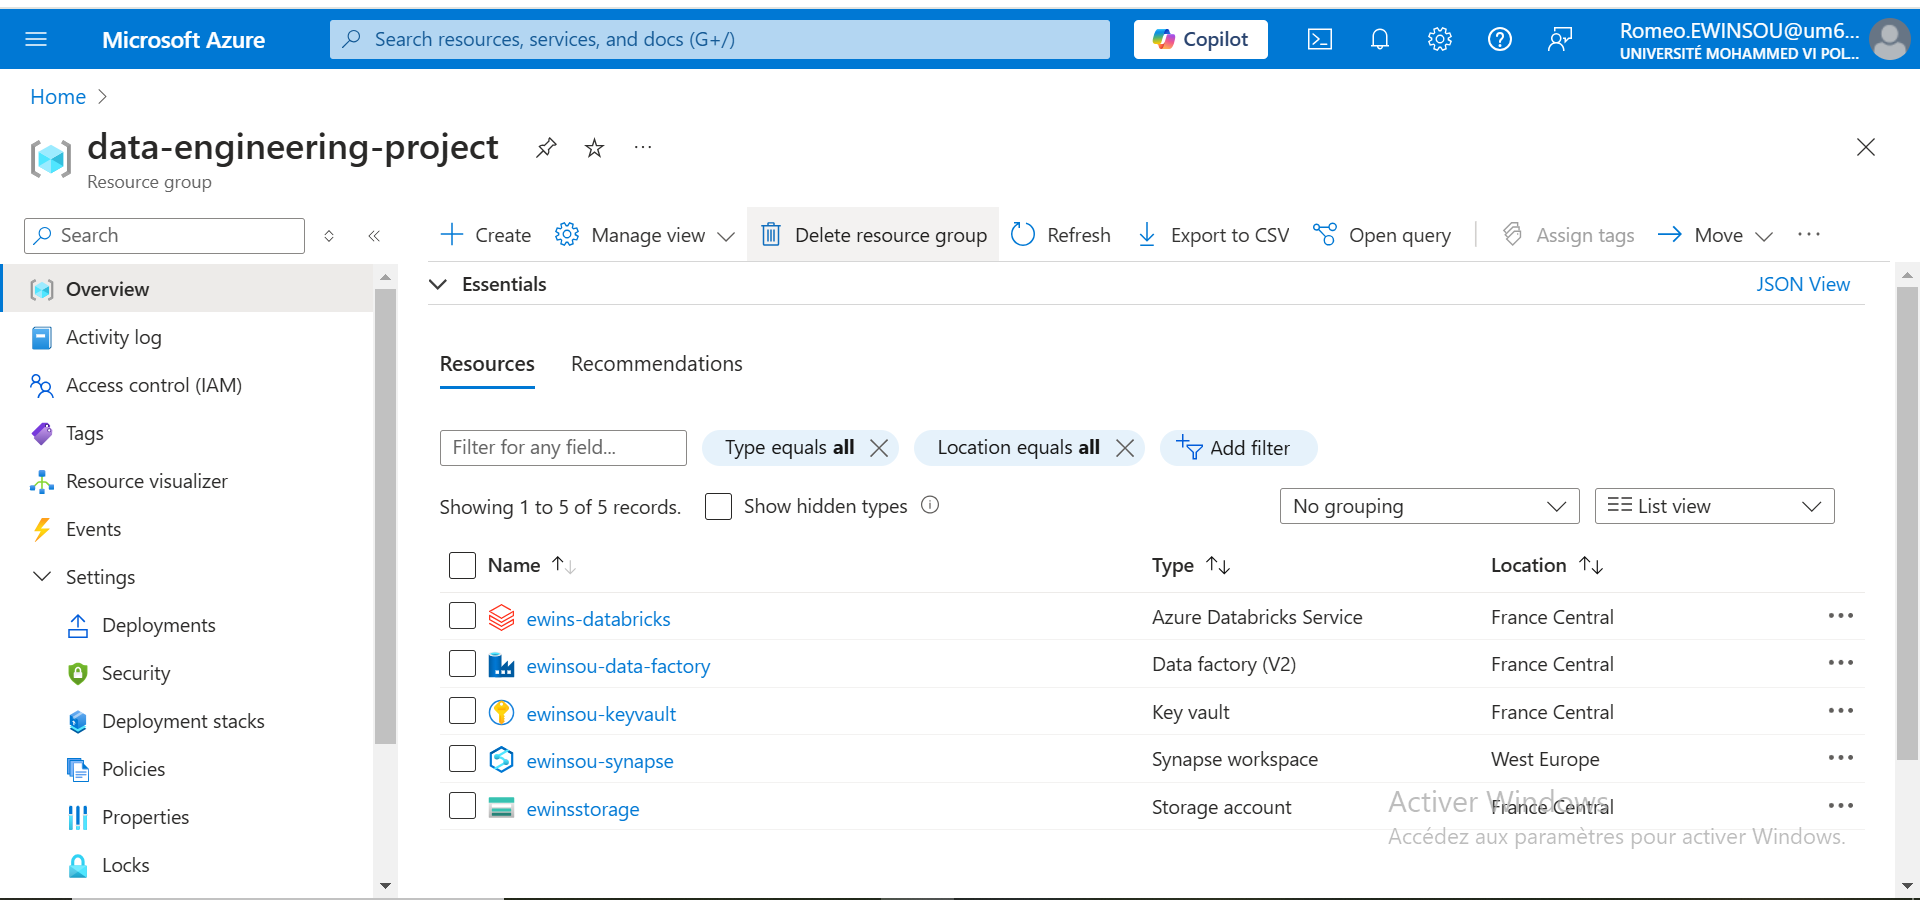 Microsoft Azure
Search resources, services, and docs (G+/)
Copilot
Romeo.EWINSOU@um6...
UNIVERSITÉ MOHAMMED VI POL...
Home
data-engineering-project
Resource group
Search
Create
Manage view
Delete resource group
Refresh
Export to CSV
Open query
Assign tags
Move
Overview
Activity log
Access control (IAM)
Tags
Resource visualizer
Events
Settings
Deployments
Security
Deployment stacks
Policies
Properties
Locks
Essentials
JSON View
Resources
Recommendations
Filter for any field...
Type equals all
Location equals all
Add filter
Showing 1 to 5 of 5 records.
Show hidden types
No grouping
List view
Name
Type
Location
ewins-databricks
Azure Databricks Service
France Central
ewinsou-data-factory
Data factory (V2)
France Central
ewinsou-keyvault
Key vault
France Central
ewinsou-synapse
Synapse workspace
West Europe
ewinsstorage
Storage account
France Central
Activer Windows
Accédez aux paramètres pour activer Windows.